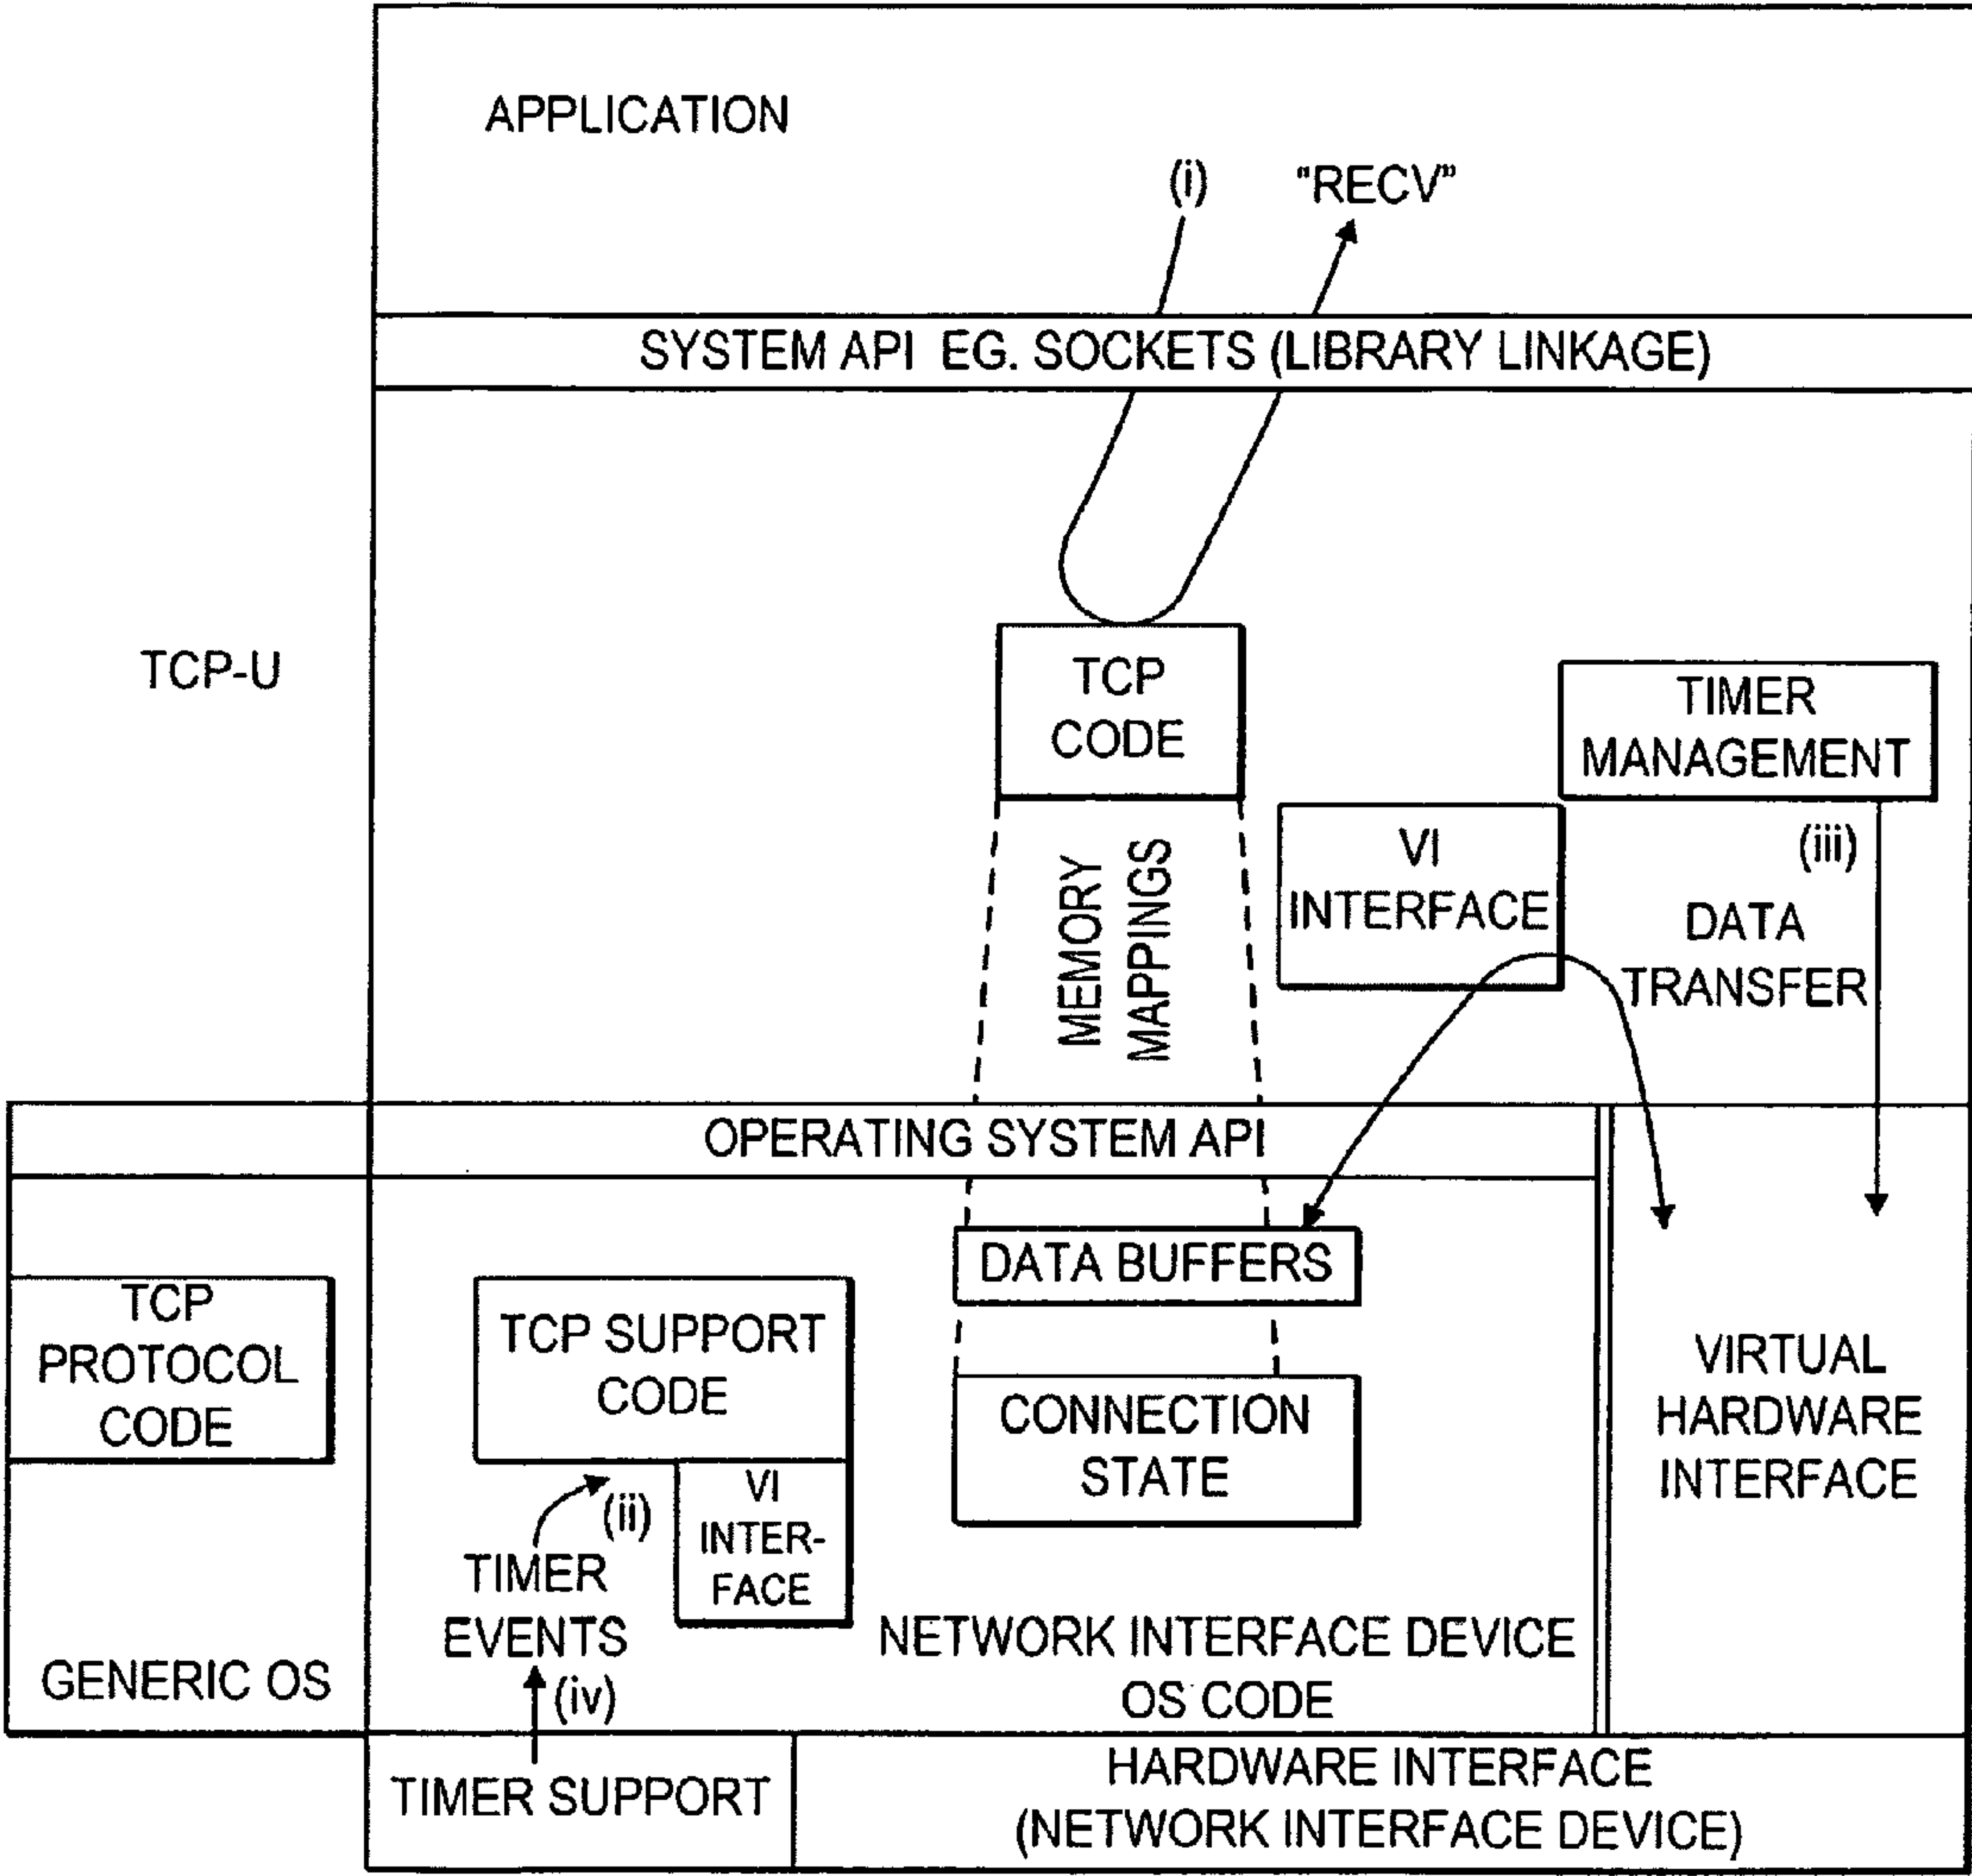 APPLICATION
(i) "RECV"
SYSTEM API EG. SOCKETS (LIBRARY LINKAGE)
TCP-U
TCP
CODE
TIMER
MANAGEMENT
(iii)
VI
INTERFACE
DATA
TRANSFER
MEMORY
MAPPINGS
OPERATING SYSTEM API
DATA BUFFERS
TCP
PROTOCOL
CODE
TCP SUPPORT
CODE
CONNECTION
STATE
VIRTUAL
HARDWARE
INTERFACE
(ii)
VI
INTER-
FACE
TIMER
EVENTS
(iv)
GENERIC OS
NETWORK INTERFACE DEVICE
OS CODE
TIMER SUPPORT
HARDWARE INTERFACE
(NETWORK INTERFACE DEVICE)